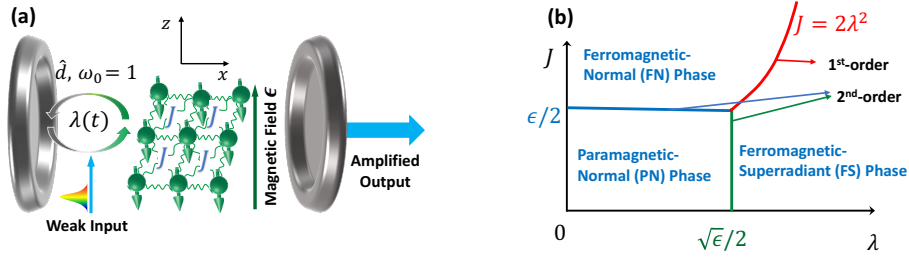 (a)
z
x
d̂, ω₀ = 1
λ(t)
J
J
J
J
Magnetic Field ϵ
Weak Input
Amplified
Output
(b)
J
Ferromagnetic-
Normal (FN) Phase
J = 2λ²
1st-order
2nd-order
ϵ/2
Paramagnetic-
Normal (PN) Phase
Ferromagnetic-
Superradiant (FS) Phase
0
√ϵ/2
λ